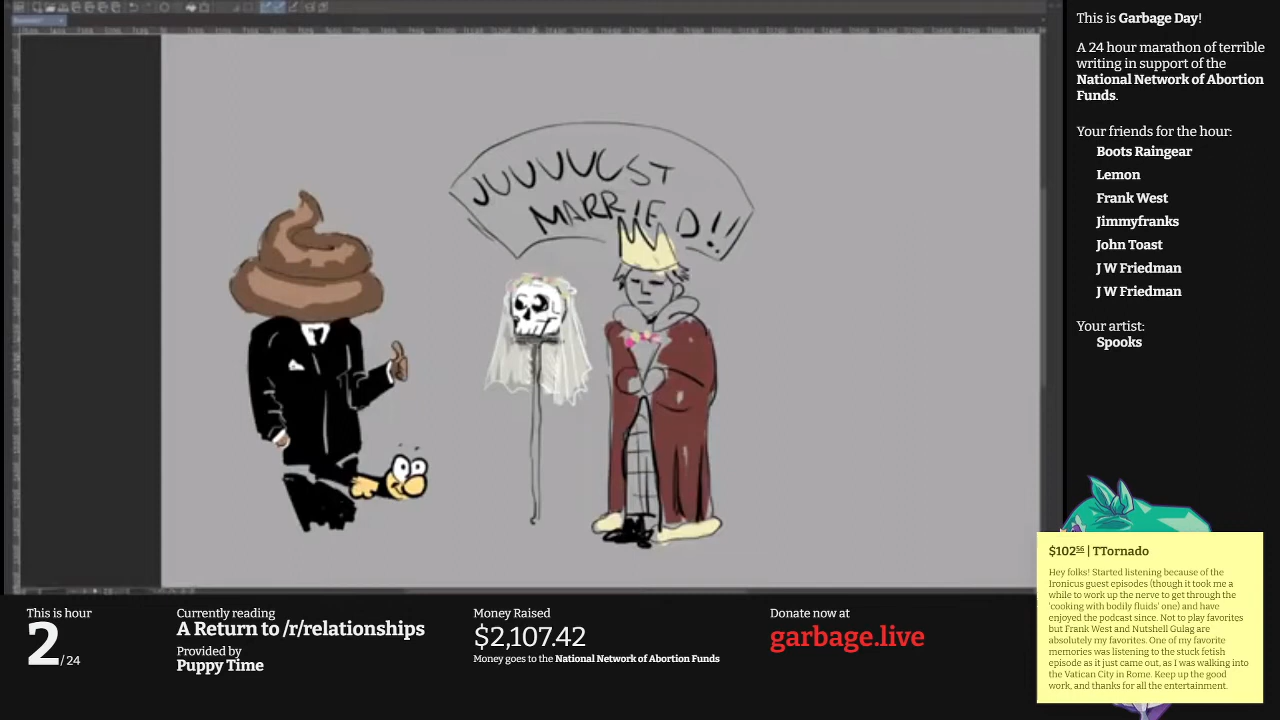 JUUUUUST
MARRIED!!
This is Garbage Day!
A 24 hour marathon of terrible
writing in support of the
National Network of Abortion
Funds.
Your friends for the hour:
Boots Raingear
Lemon
Frank West
Jimmyfranks
John Toast
J W Friedman
J W Friedman
Your artist:
Spooks
$102⁵⁶ | TTornado
Hey folks! Started listening because of the
Ironicus guest episodes (though it took me a
while to work up the nerve to get through the
'cooking with bodily fluids' one) and have
enjoyed the podcast since. Not to play favorites
but Frank West and Nutshell Gulag are
absolutely my favorites. One of my favorite
memories was listening to the stuck fetish
episode as it just came out, as I was walking into
the Vatican City in Rome. Keep up the good
work, and thanks for all the entertainment.
This is hour
2/24
Currently reading
A Return to /r/relationships
Provided by
Puppy Time
Money Raised
$2,107.42
Money goes to the National Network of Abortion Funds
Donate now at
garbage.live